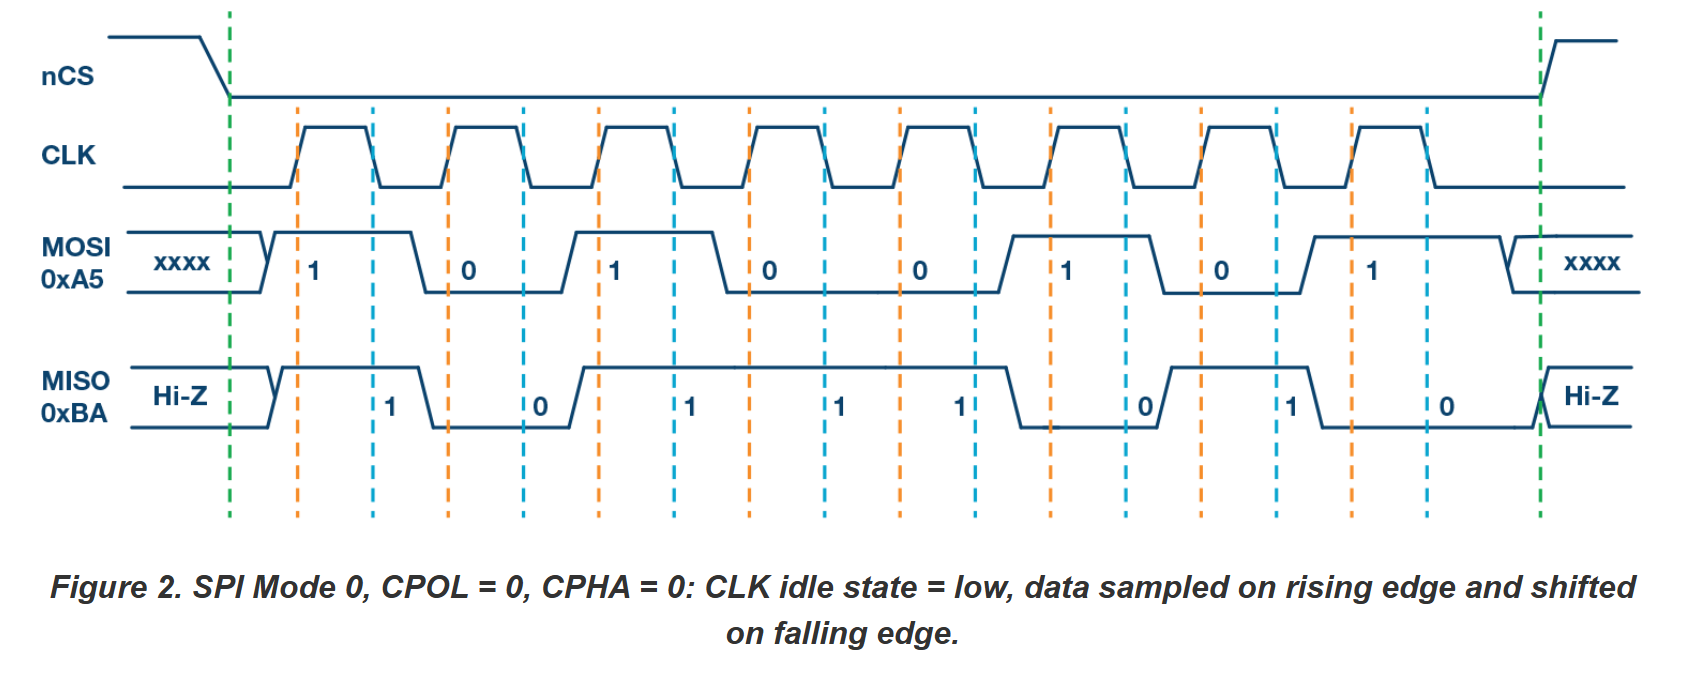 nCS
CLK
MOSI
0xA5
xxxx
1 0 1 0 0 1 0 1
xxxx
MISO
0xBA
Hi-Z
1 0 1 1 1 0 1 0
Hi-Z
Figure 2. SPI Mode 0, CPOL = 0, CPHA = 0: CLK idle state = low, data sampled on rising edge and shifted
on falling edge.